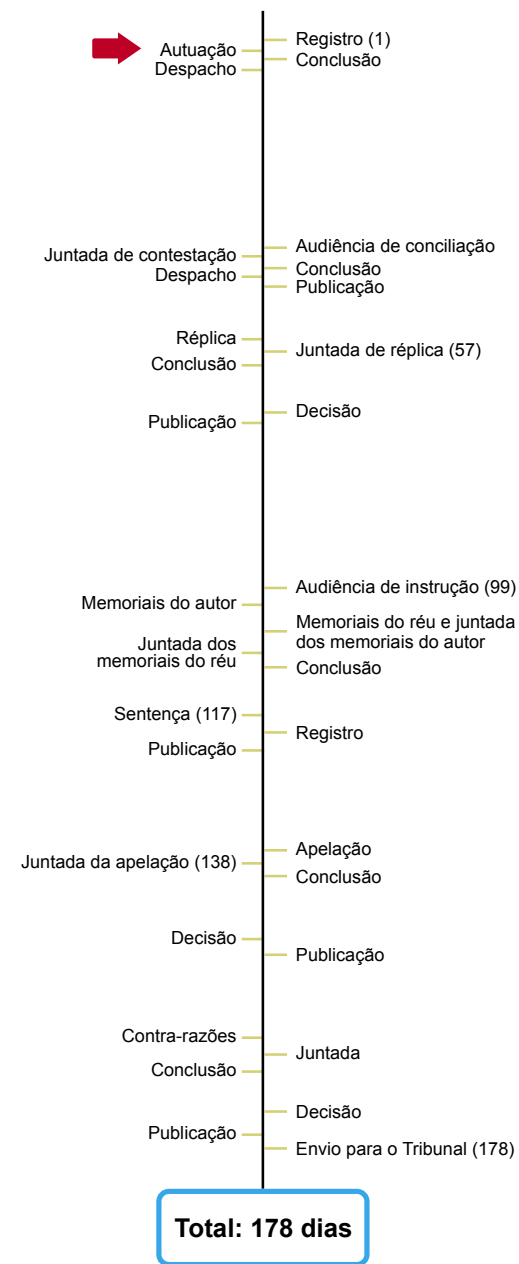 Registro (1)
Autuação
Conclusão
Despacho
Audiência de conciliação
Juntada de contestação
Conclusão
Despacho
Publicação
Réplica
Juntada de réplica (57)
Conclusão
Decisão
Publicação
Audiência de instrução (99)
Memoriais do autor
Memoriais do réu e juntada
dos memoriais do autor
Juntada dos
memoriais do réu
Conclusão
Sentença (117)
Registro
Publicação
Apelação
Juntada da apelação (138)
Conclusão
Decisão
Publicação
Contra-razões
Juntada
Conclusão
Decisão
Publicação
Envio para o Tribunal (178)
Total: 178 dias